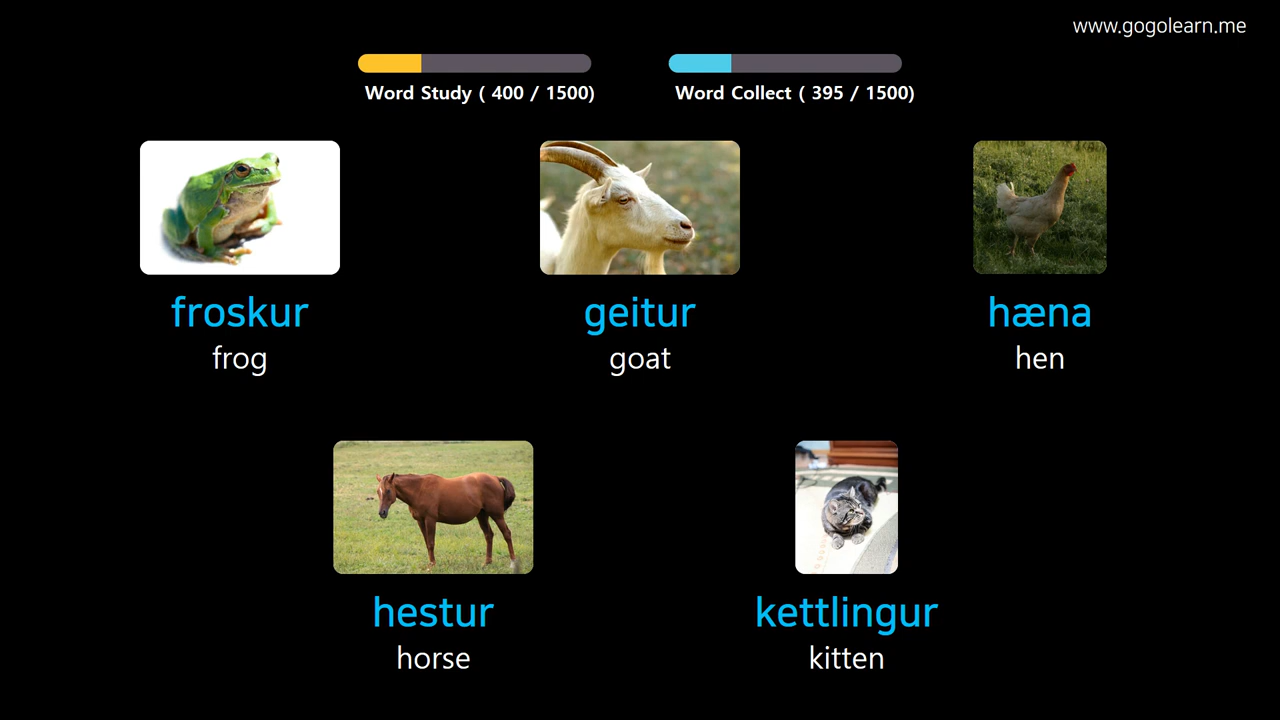 www.gogolearn.me
Word Study ( 400 / 1500)
Word Collect ( 395 / 1500)
froskur
frog
geitur
goat
hæna
hen
hestur
horse
kettlingur
kitten